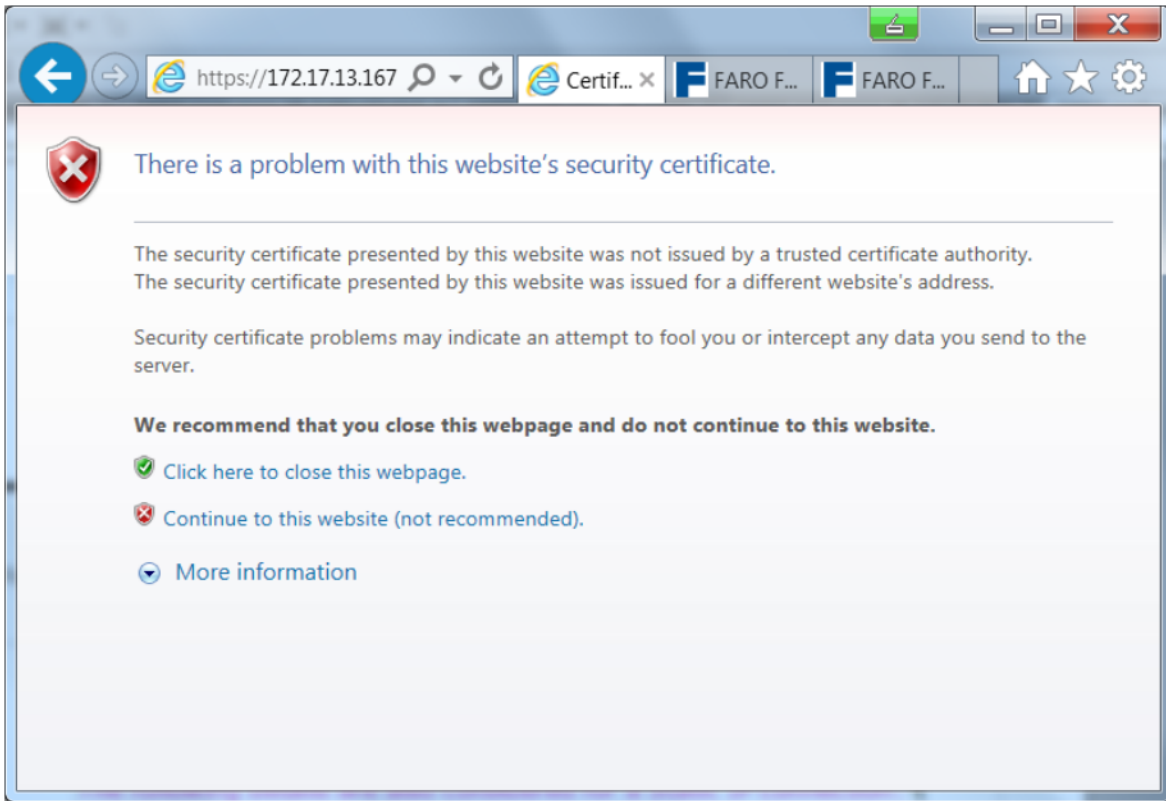 https://172.17.13.167
Certif...
FARO F...
FARO F...
There is a problem with this website's security certificate.
The security certificate presented by this website was not issued by a trusted certificate authority.
The security certificate presented by this website was issued for a different website's address.
Security certificate problems may indicate an attempt to fool you or intercept any data you send to the
server.
We recommend that you close this webpage and do not continue to this website.
Click here to close this webpage.
Continue to this website (not recommended).
More information